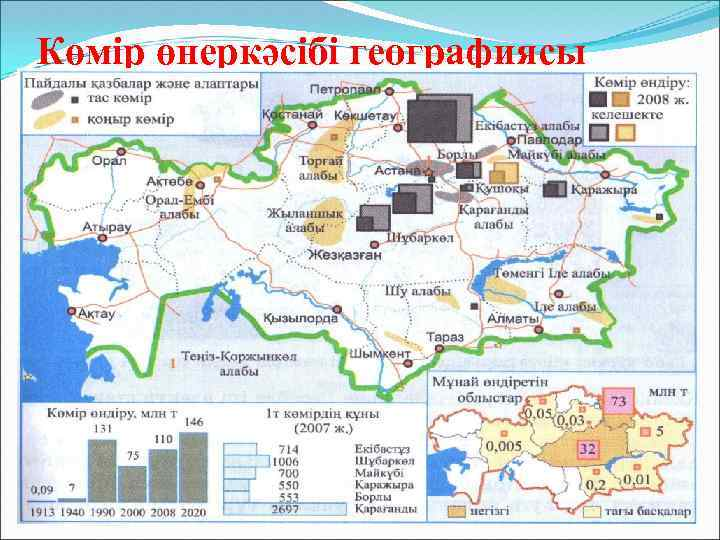 Көмір өнеркәсібі географиясы
Пайдалы қазбалар және алаптары
тас көмір
қоңыр көмір
Көмір өндіру:
2008 ж.
келешекте
Петропавл
Қостанай
Көкшетау
Екібастұз алабы
Павлодар
Майкүбі алабы
Орал
Торғай
алабы
Борлы
Астана
Ақтөбе
Орал-Ембі
алабы
Құшоқы
Қаражыра
Жыланшық
алабы
Қарағанды
алабы
Атырау
Шұбаркөл
Жезқазған
Төменгі Іле алабы
Шу алабы
Іле алабы
Ақтау
Қызылорда
Алматы
Тараз
Шымкент
1
Теңіз-Қоржынкөл
алабы
Көмір өндіру, млн т
0,09
7
131
75
110
146
1913 1940 1990 2000 2008 2020
1т көмірдің құны
(2007 ж.)
714 Екібастұз
1006 Шұбаркөл
700 Майкүбі
550 Қаражыра
553 Борлы
2697 Қарағанды
Мұнай өндіретін
облыстар
млн т
73
0,05
0,03
5
0,005
32
0,2
0,01
негізгі
тағы басқалар